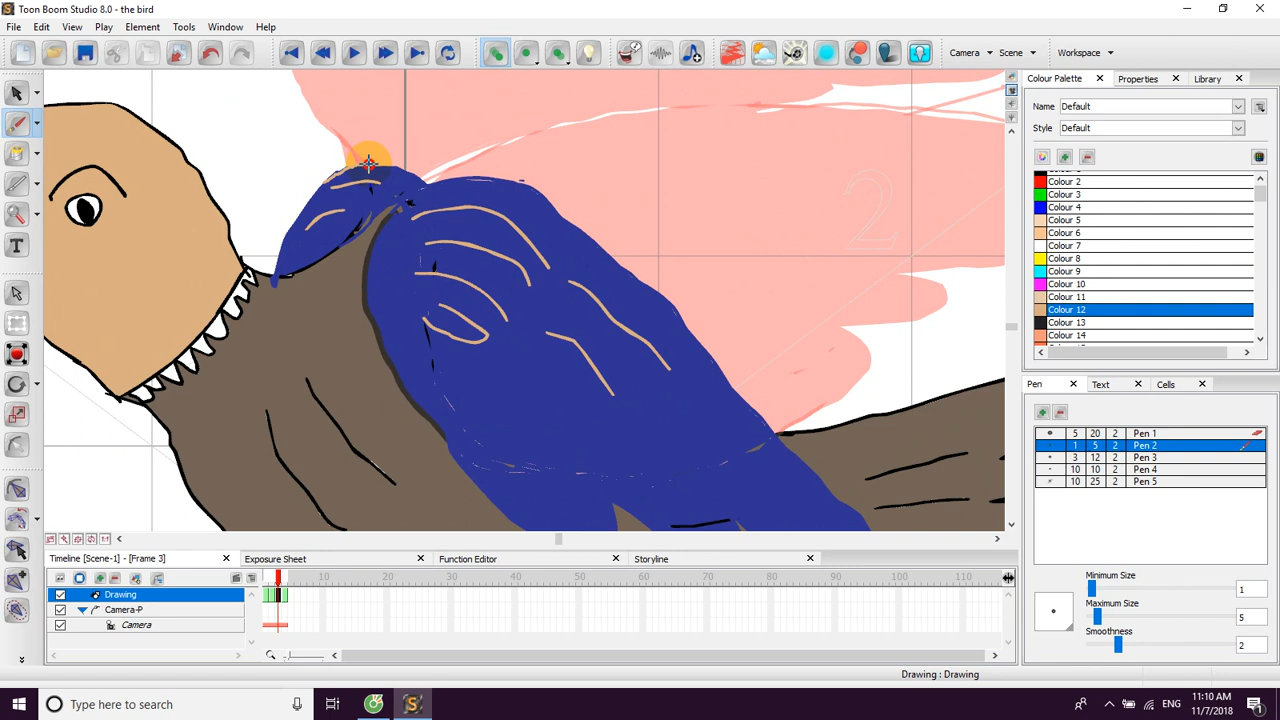 Toon Boom Studio 8.0 - the bird
File Edit View Play Element Tools Window Help
Camera Scene Workspace
Colour Palette Properties Library
Name Default
Style Default
Colour 2
Colour 3
Colour 4
Colour 5
Colour 6
Colour 7
Colour 8
Colour 9
Colour 10
Colour 11
Colour 12
Colour 13
Colour 14
2
Pen Text Cells
5 20 2 Pen 1
1 5 2 Pen 2
3 12 2 Pen 3
10 10 2 Pen 4
10 25 2 Pen 5
Minimum Size
1
Maximum Size
5
Smoothness
2
1:1
Timeline [Scene-1] - [Frame 3] Exposure Sheet Function Editor Storyline
10 20 30 40 50 60 70 80 90 100 110
Drawing
Camera-P
Camera
Drawing : Drawing
Type here to search
S
ENG
11:10 AM
11/7/2018
1